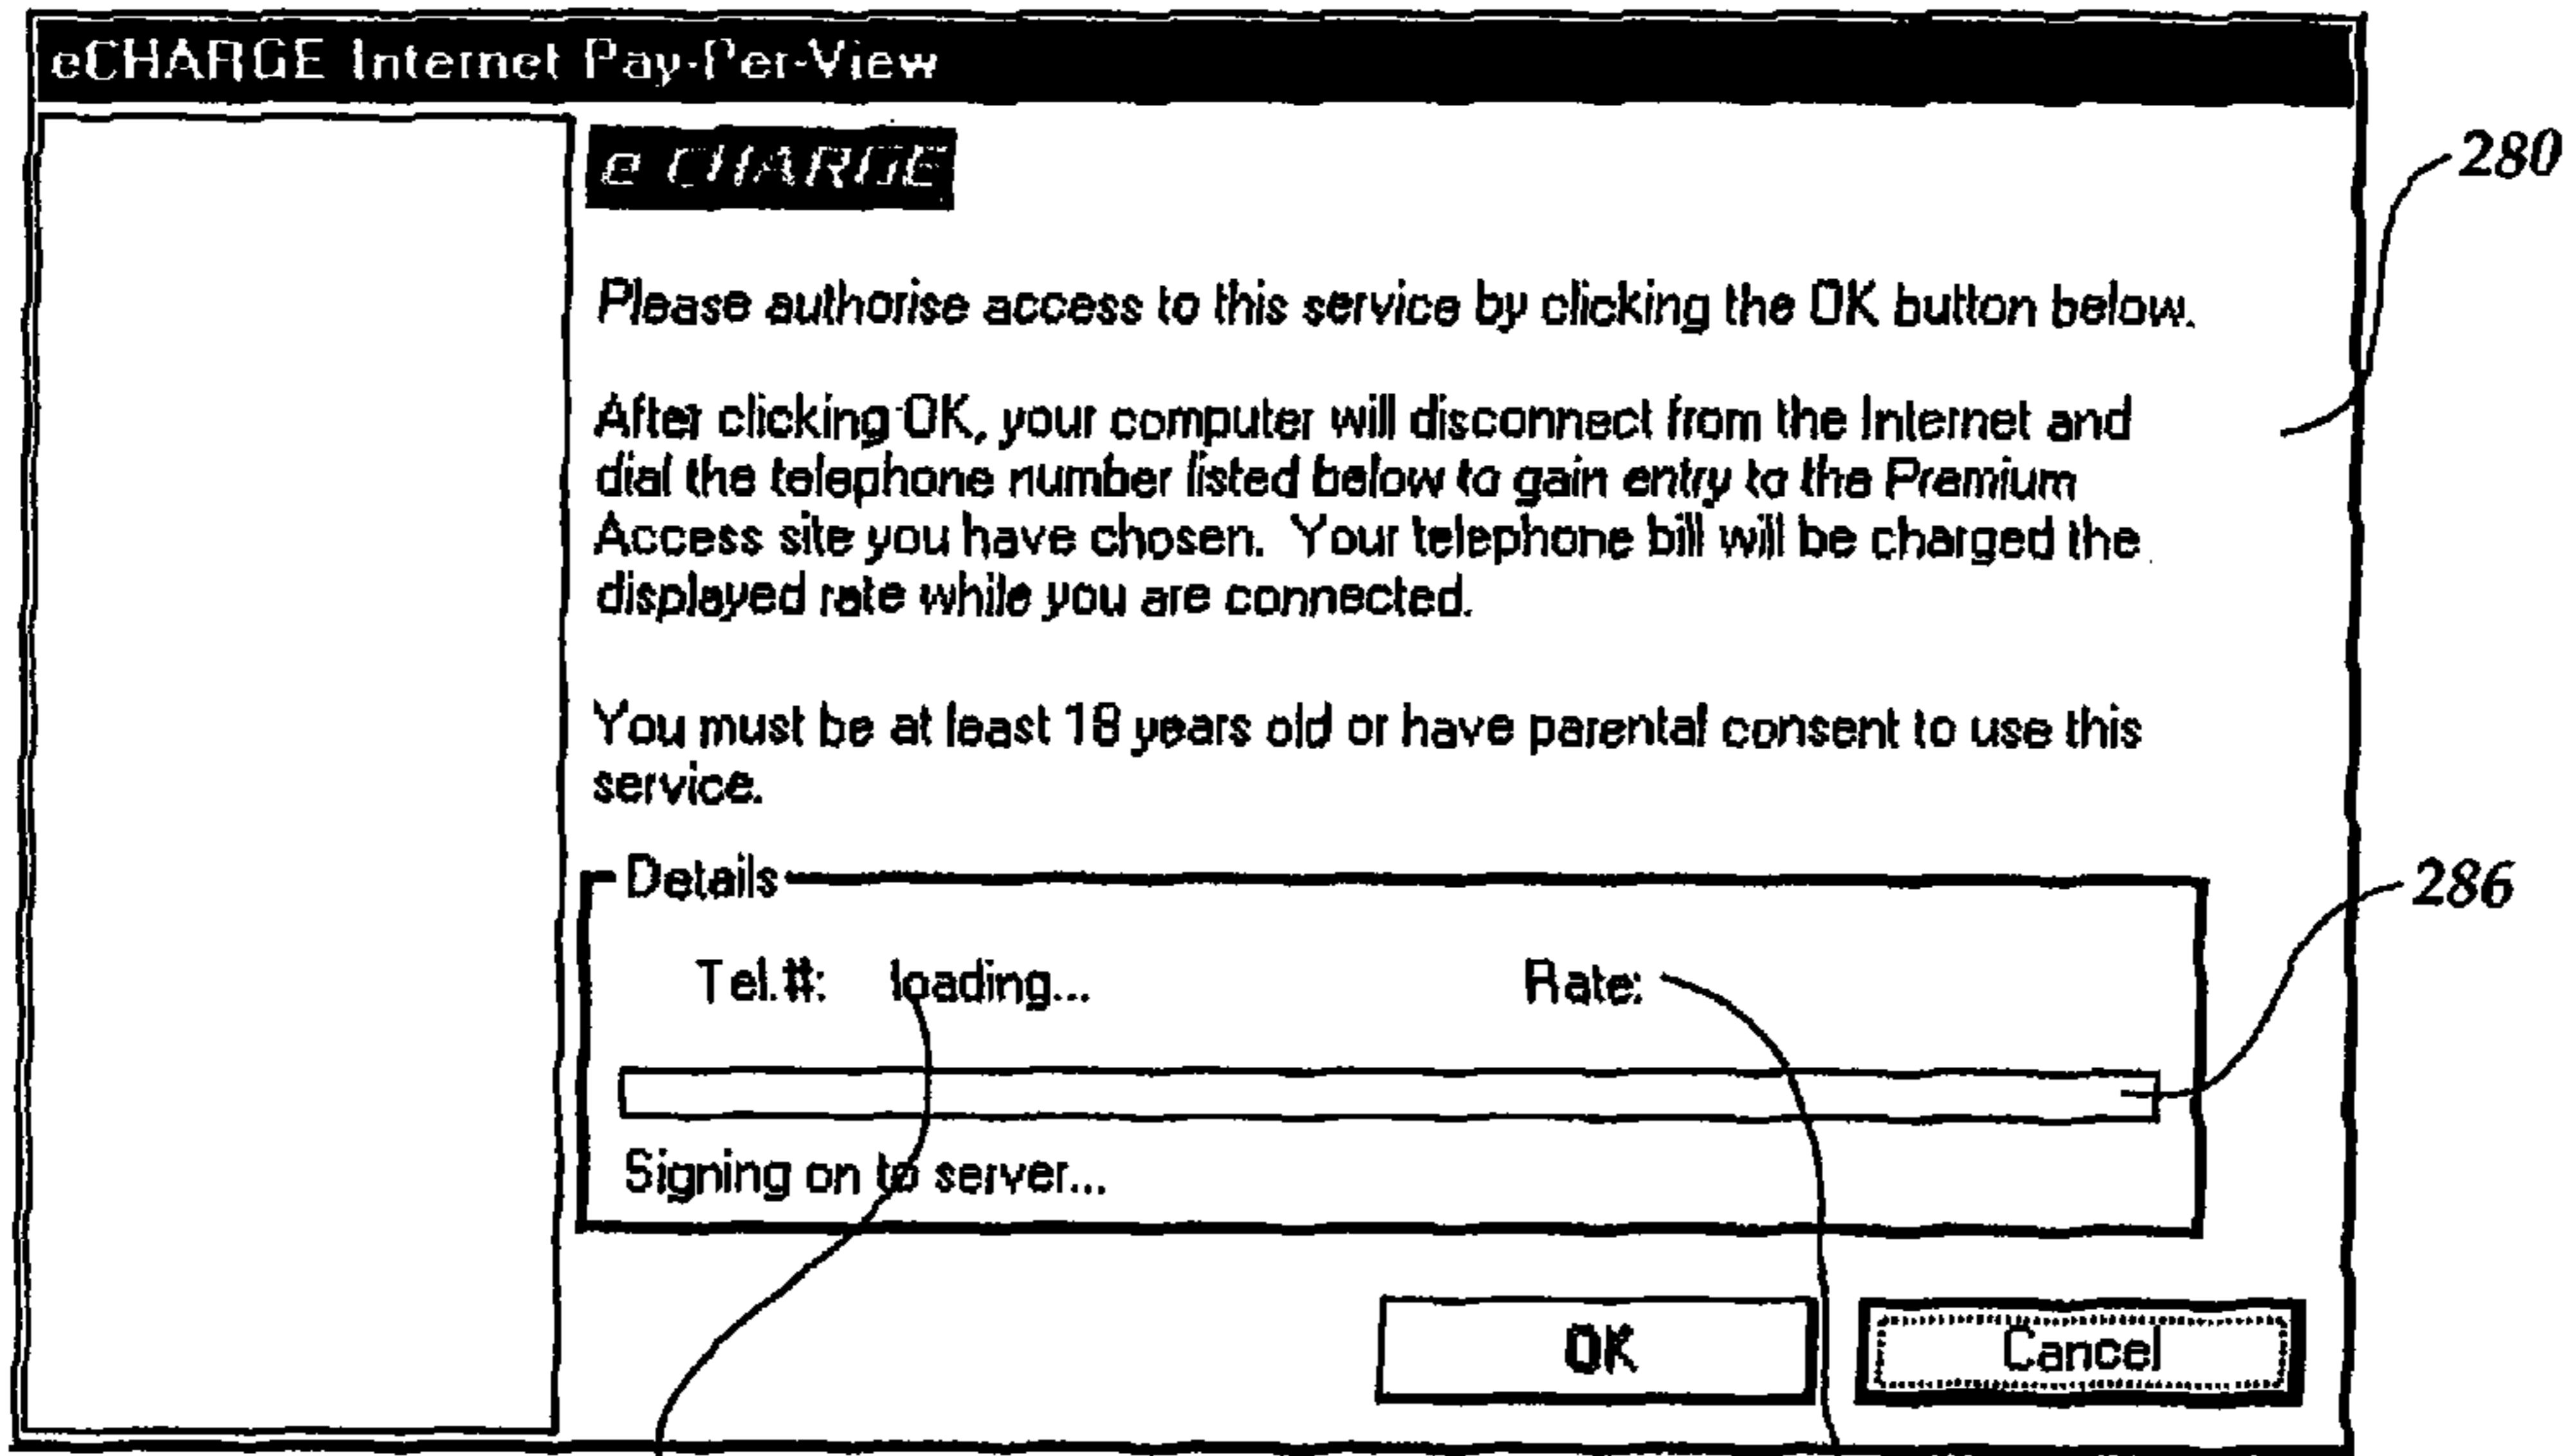 eCHARGE Internet Pay-Per-View
e CHARGE
280
Please authorise access to this service by clicking the OK button below.
After clicking OK, your computer will disconnect from the Internet and
dial the telephone number listed below to gain entry to the Premium
Access site you have chosen. Your telephone bill will be charged the
displayed rate while you are connected.
You must be at least 18 years old or have parental consent to use this
service.
Details
286
Tel.#: loading... Rate:
Signing on to server...
OK Cancel